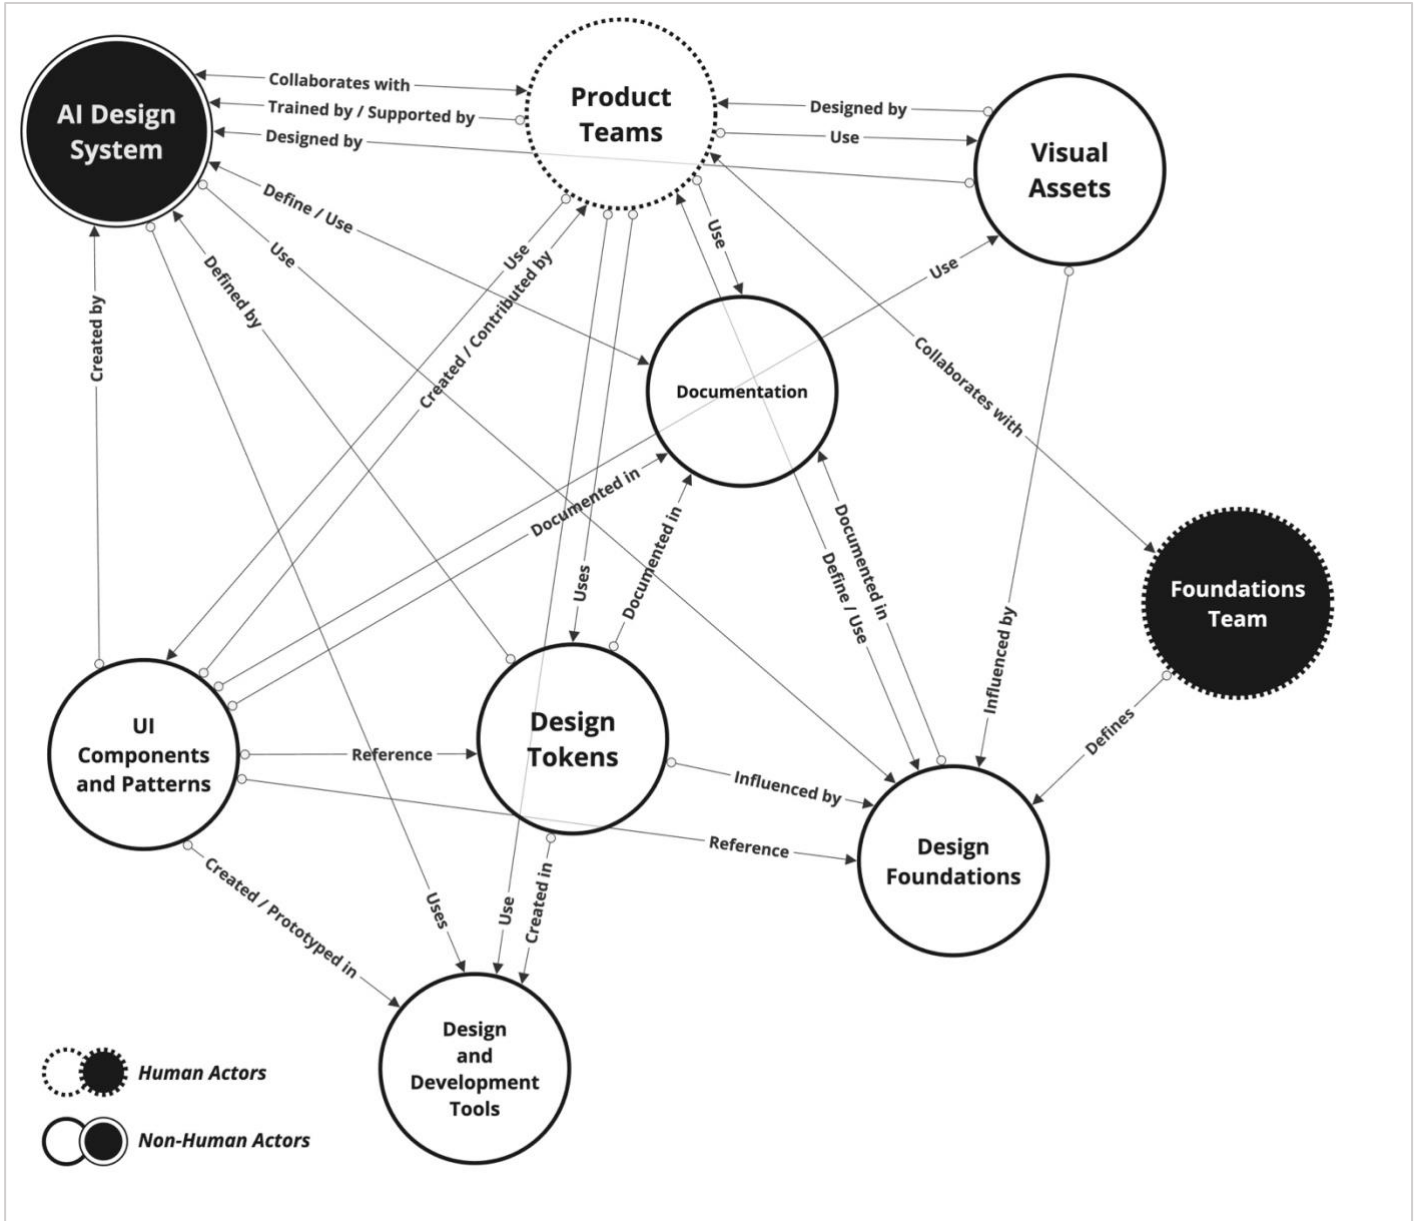 AI Design
System
Product
Teams
Visual
Assets
Collaborates with
Trained by / Supported by
Designed by
Designed by
Use
Define / Use
Use
Defined by
Created by
Use
Created / Contributed by
Use
Use
Documentation
Collaborates with
Documented in
Uses
Documented in
Define / Use
Documented in
Influenced by
Foundations
Team
Defines
UI
Components
and Patterns
Reference
Design
Tokens
Influenced by
Reference
Design
Foundations
Created / Prototyped in
Uses
Use
Created in
Design
and
Development
Tools
Human Actors
Non-Human Actors